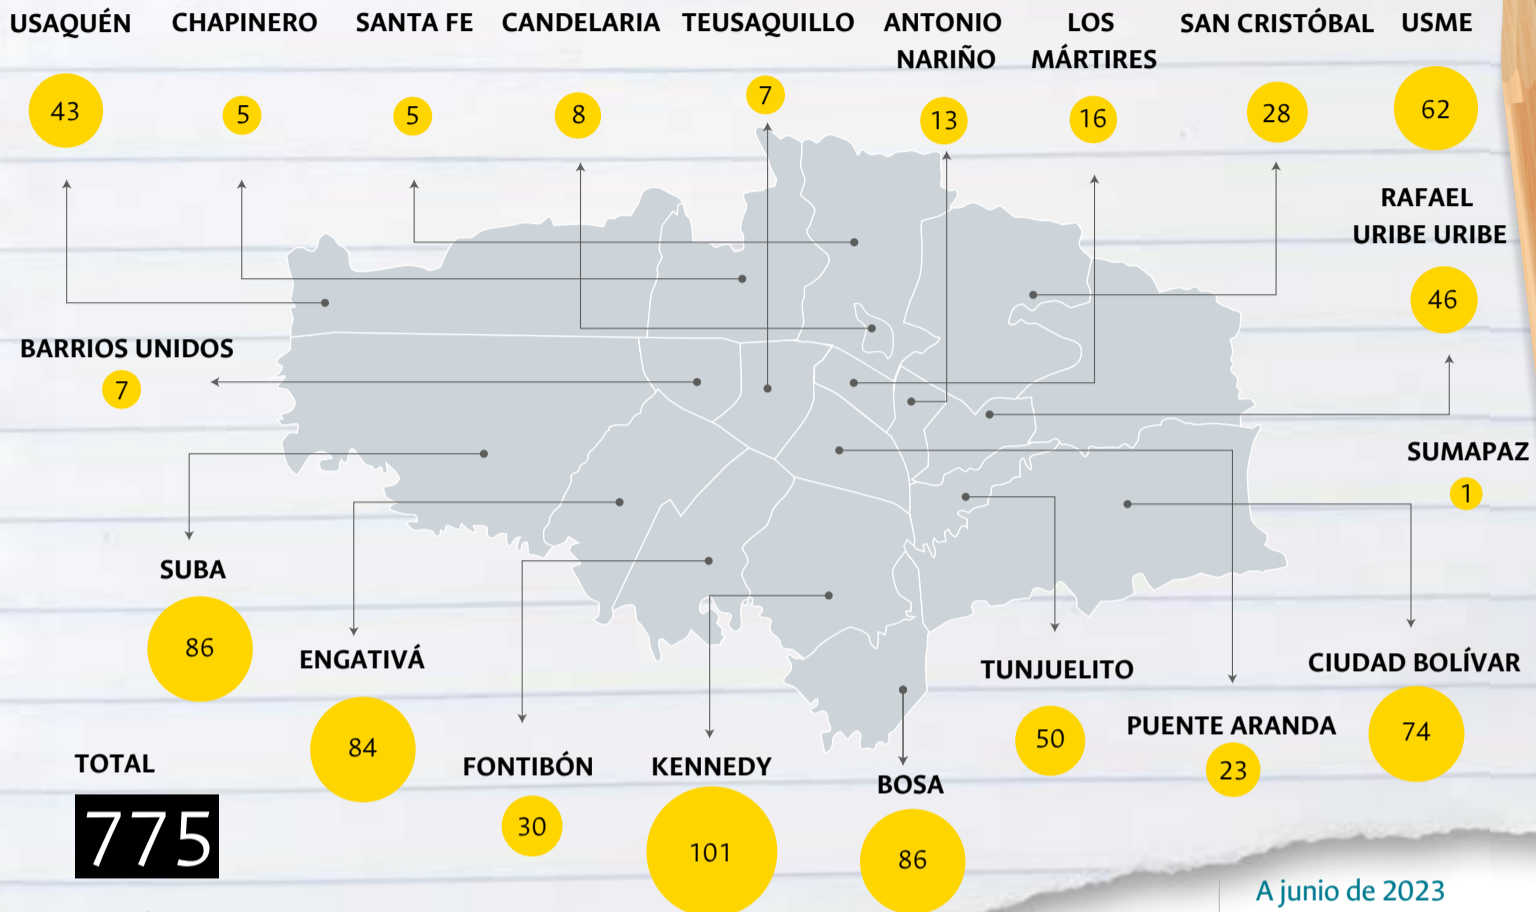 USAQUÉN
43
CHAPINERO
5
SANTA FE
5
CANDELARIA
8
TEUSAQUILLO
7
ANTONIO
NARIÑO
13
LOS
MÁRTIRES
16
SAN CRISTÓBAL
28
USME
62
RAFAEL
URIBE URIBE
46
BARRIOS UNIDOS
7
SUMAPAZ
1
SUBA
86
ENGATIVÁ
84
FONTIBÓN
30
KENNEDY
101
BOSA
86
TUNJUELITO
50
PUENTE ARANDA
23
CIUDAD BOLÍVAR
74
TOTAL
775
A junio de 2023